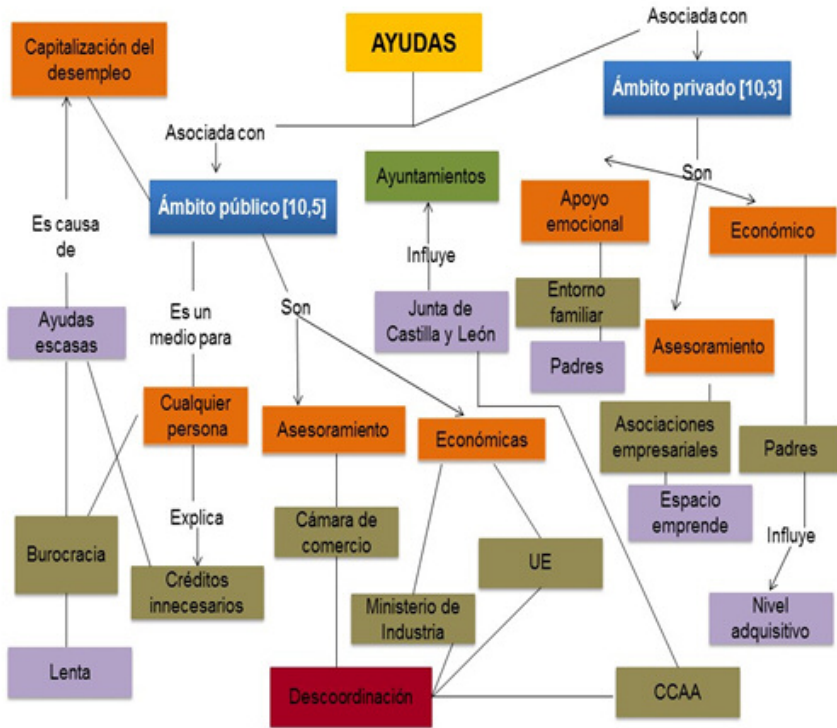 Asociada con
Capitalización del
desempleo
AYUDAS
Ámbito privado [10,3]
Asociada con
Ayuntamientos
Son
Ámbito público [10,5]
Apoyo
emocional
Económico
Es causa
de
Influye
Entorno
familiar
Ayudas
escasas
Es un
medio para
Son
Junta de
Castilla y León
Asesoramiento
Padres
Cualquier
persona
Asesoramiento
Económicas
Asociaciones
empresariales
Padres
Espacio
emprende
Explica
Cámara de
comercio
Burocracia
UE
Influye
Créditos
innecesarios
Ministerio de
Industria
Nivel
adquisitivo
Lenta
Descoordinación
CCAA